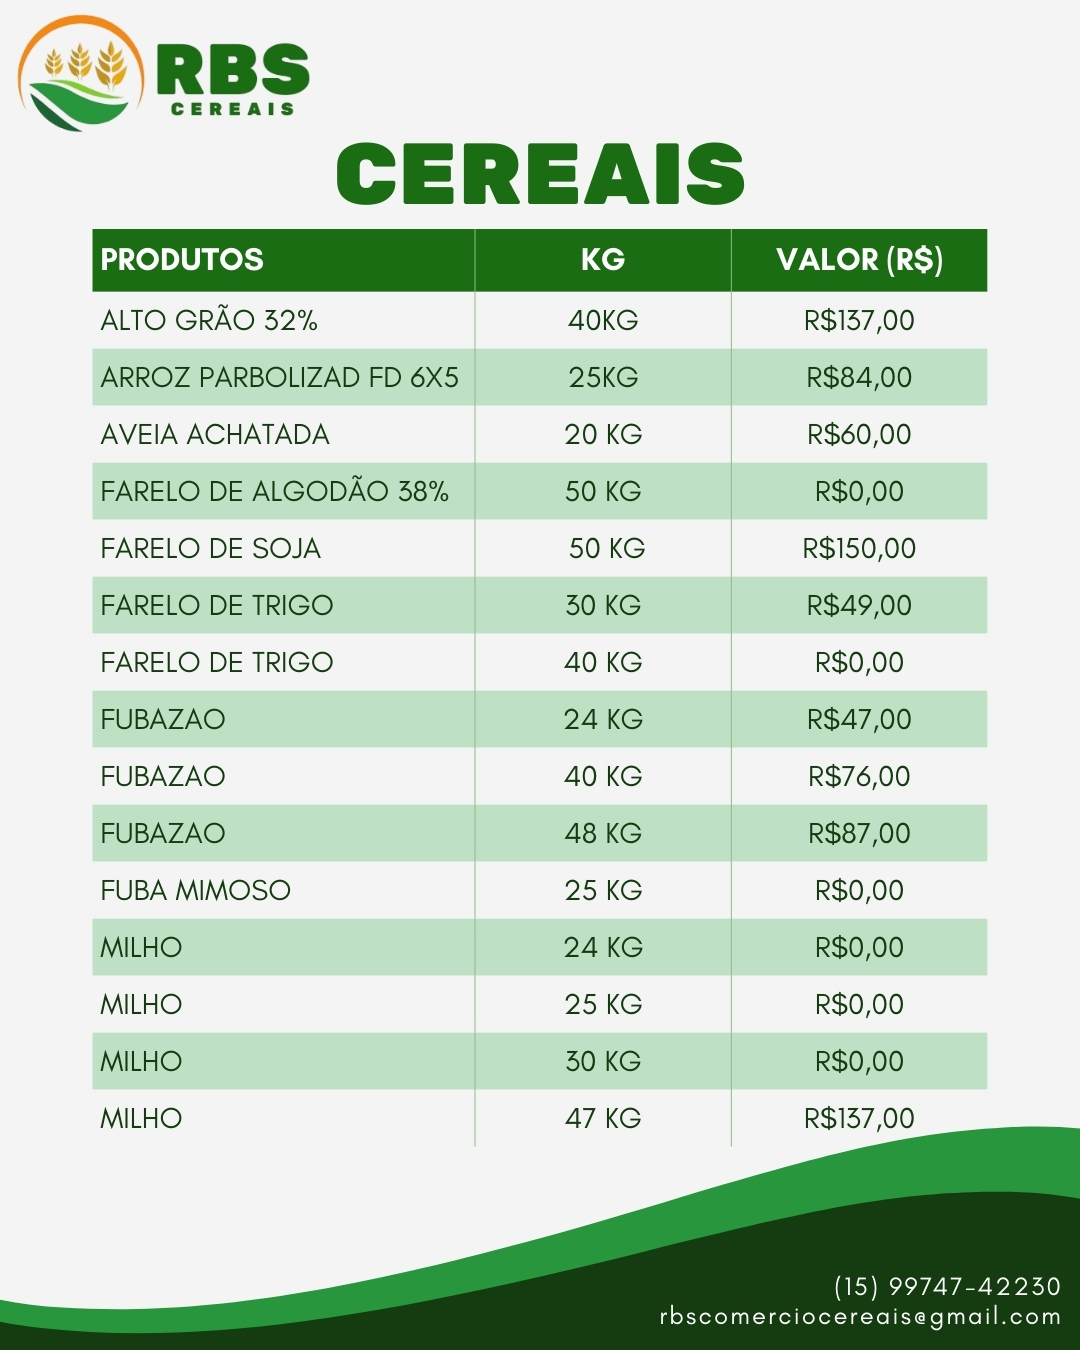 RBS
CEREAIS
CEREAIS
PRODUTOS KG VALOR (R$)
ALTO GRÃO 32% 40KG R$137,00
ARROZ PARBOLIZAD FD 6X5 25KG R$84,00
AVEIA ACHATADA 20 KG R$60,00
FARELO DE ALGODÃO 38% 50 KG R$0,00
FARELO DE SOJA 50 KG R$150,00
FARELO DE TRIGO 30 KG R$49,00
FARELO DE TRIGO 40 KG R$0,00
FUBAZAO 24 KG R$47,00
FUBAZAO 40 KG R$76,00
FUBAZAO 48 KG R$87,00
FUBA MIMOSO 25 KG R$0,00
MILHO 24 KG R$0,00
MILHO 25 KG R$0,00
MILHO 30 KG R$0,00
MILHO 47 KG R$137,00
(15) 99747-42230
rbscomerciocereais@gmail.com